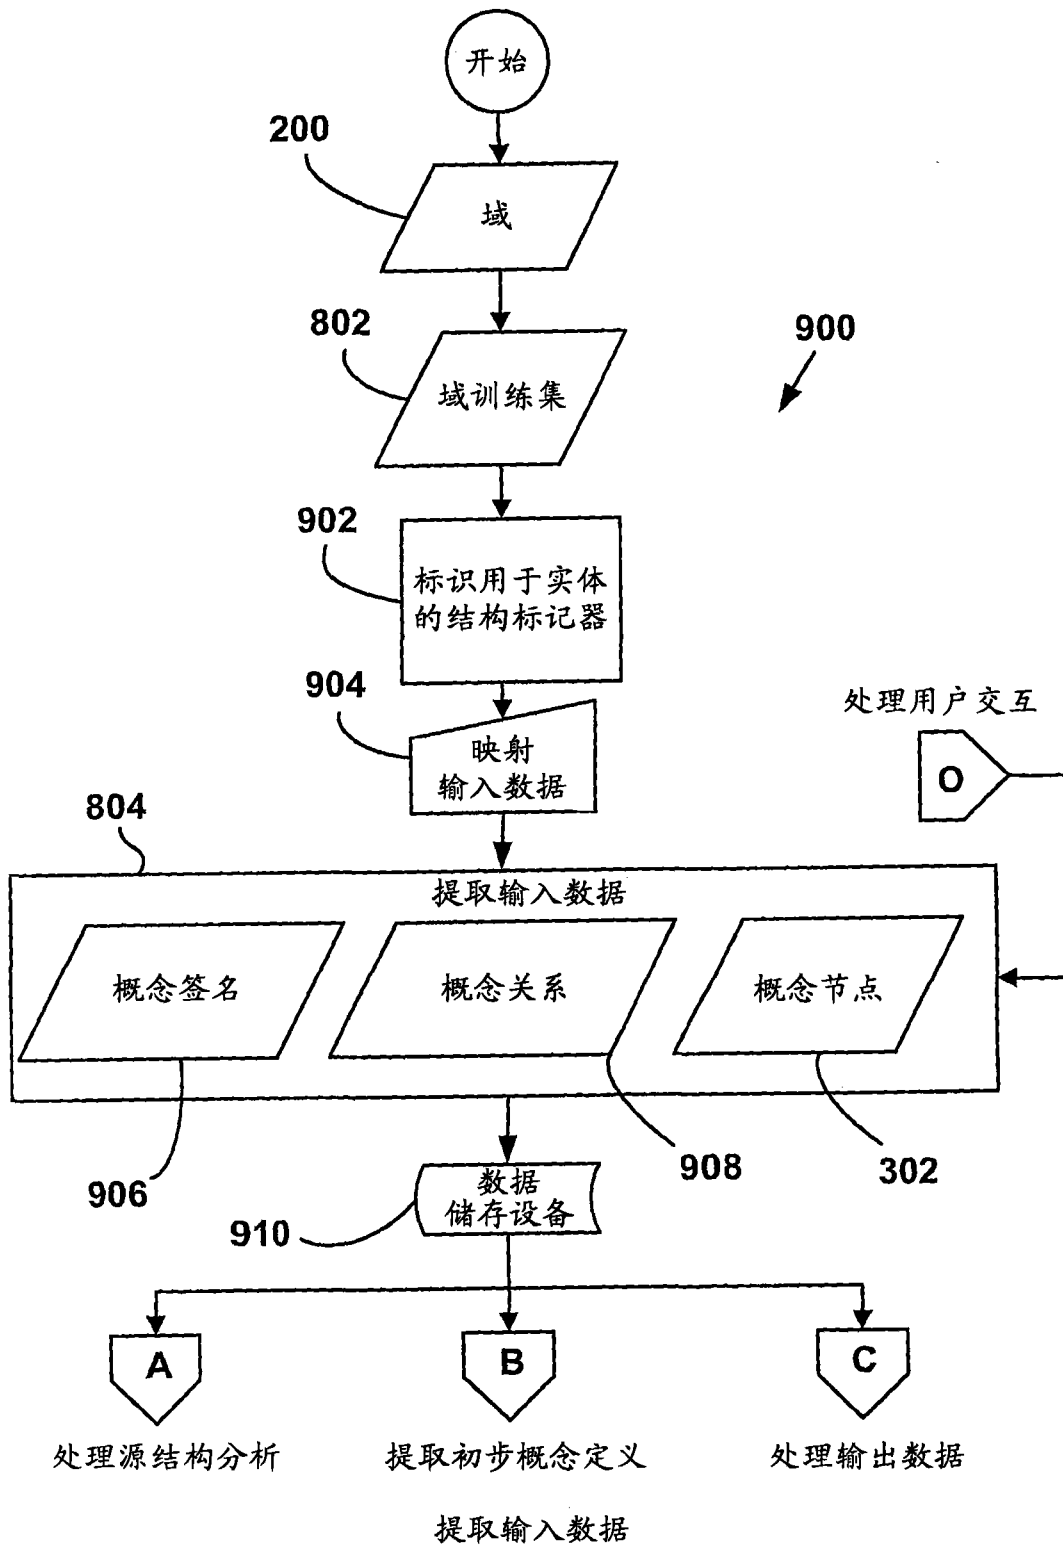 开始
200
域
802
900
域训练集
902
标识用于实体
的结构标记器
904
映射
输入数据
处理用户交互
O
804
提取输入数据
概念签名
概念关系
概念节点
906
908
302
数据
储存设备
910
A
B
C
处理源结构分析
提取初步概念定义
处理输出数据
提取输入数据